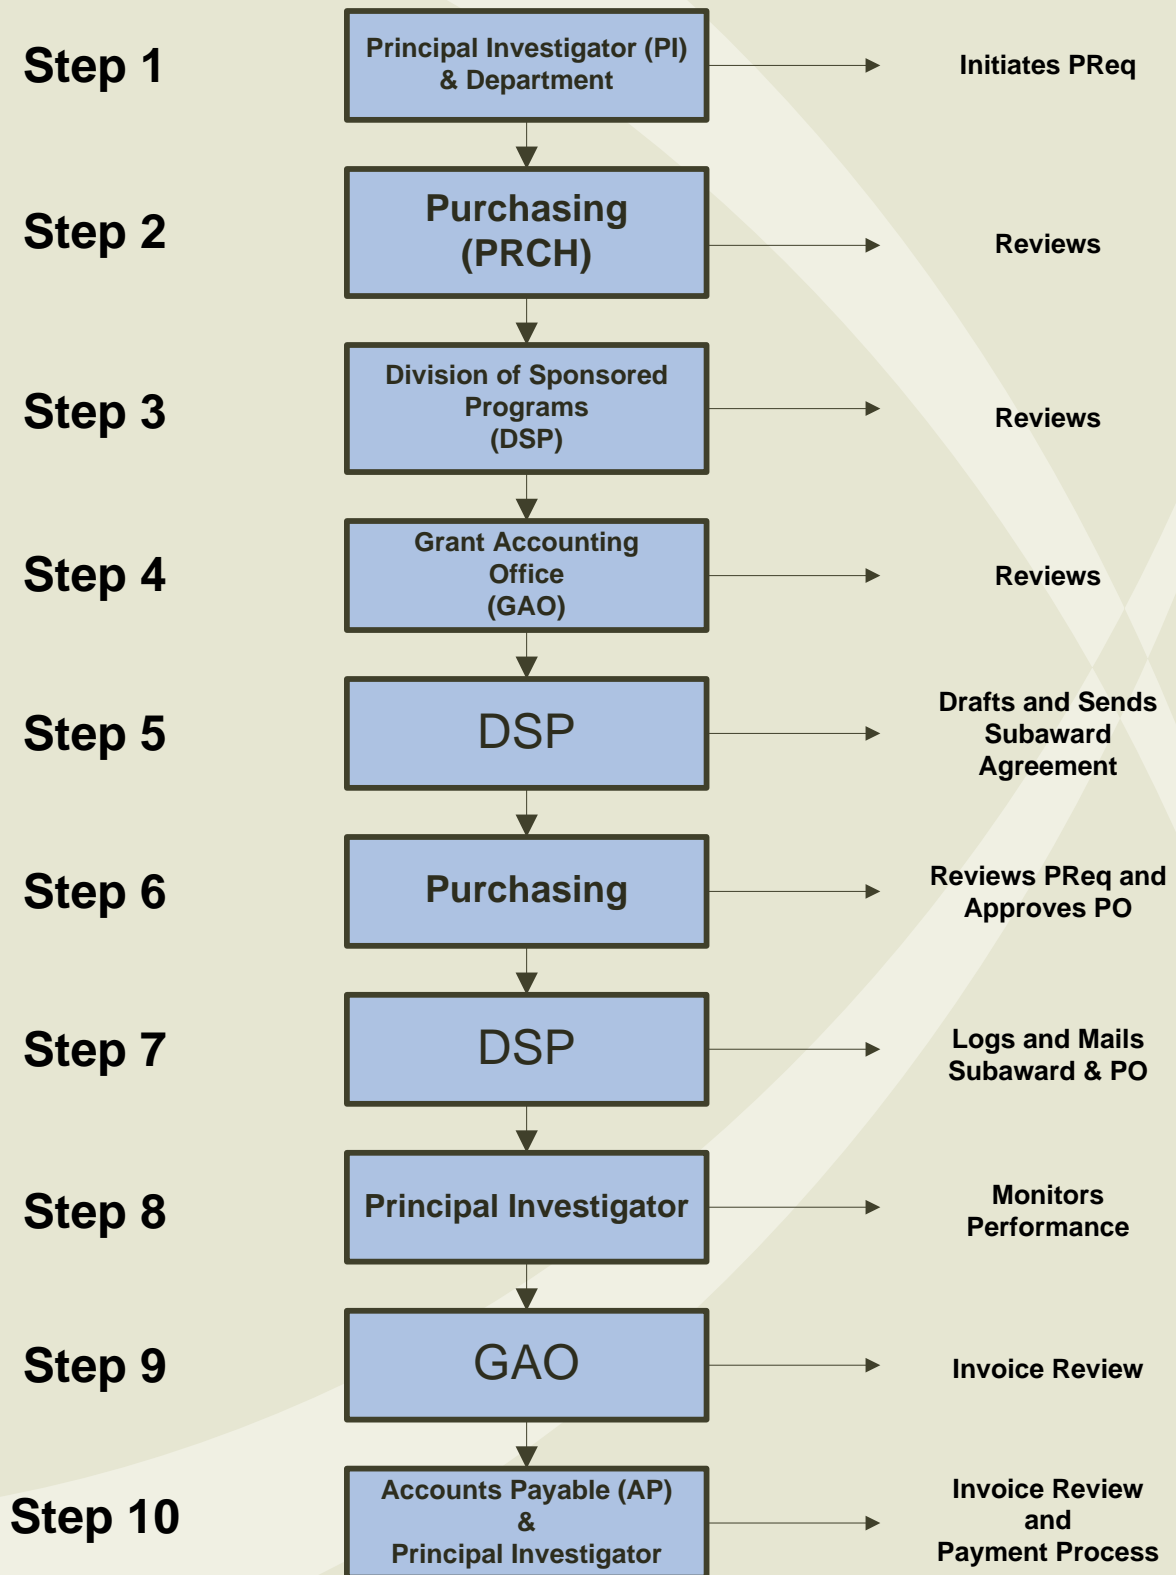 Step 1
Principal Investigator (PI)
& Department
Initiates PReq
Step 2
Purchasing
(PRCH)
Reviews
Step 3
Division of Sponsored
Programs
(DSP)
Reviews
Step 4
Grant Accounting
Office
(GAO)
Reviews
Step 5
DSP
Drafts and Sends
Subaward
Agreement
Step 6
Purchasing
Reviews PReq and
Approves PO
Step 7
DSP
Logs and Mails
Subaward & PO
Step 8
Principal Investigator
Monitors
Performance
Step 9
GAO
Invoice Review
Step 10
Accounts Payable (AP)
&
Principal Investigator
Invoice Review
and
Payment Process